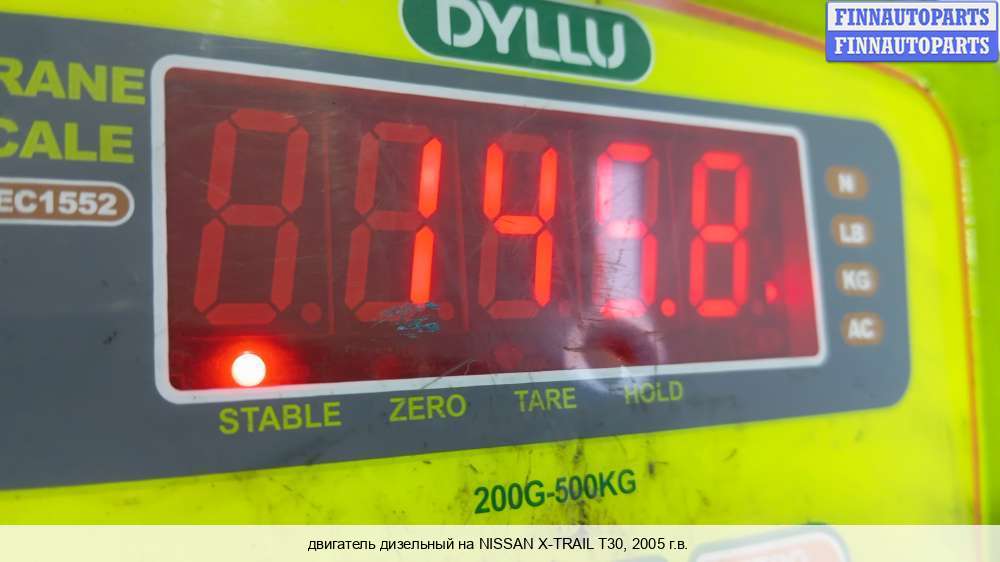 DYLLU
FINNAUTOPARTS
FINNAUTOPARTS
RANE
CALE
EC1552
N
LB
KG
AC
STABLE ZERO TARE HOLD
200G-500KG
двигатель дизельный на NISSAN X-TRAIL T30, 2005 г.в.